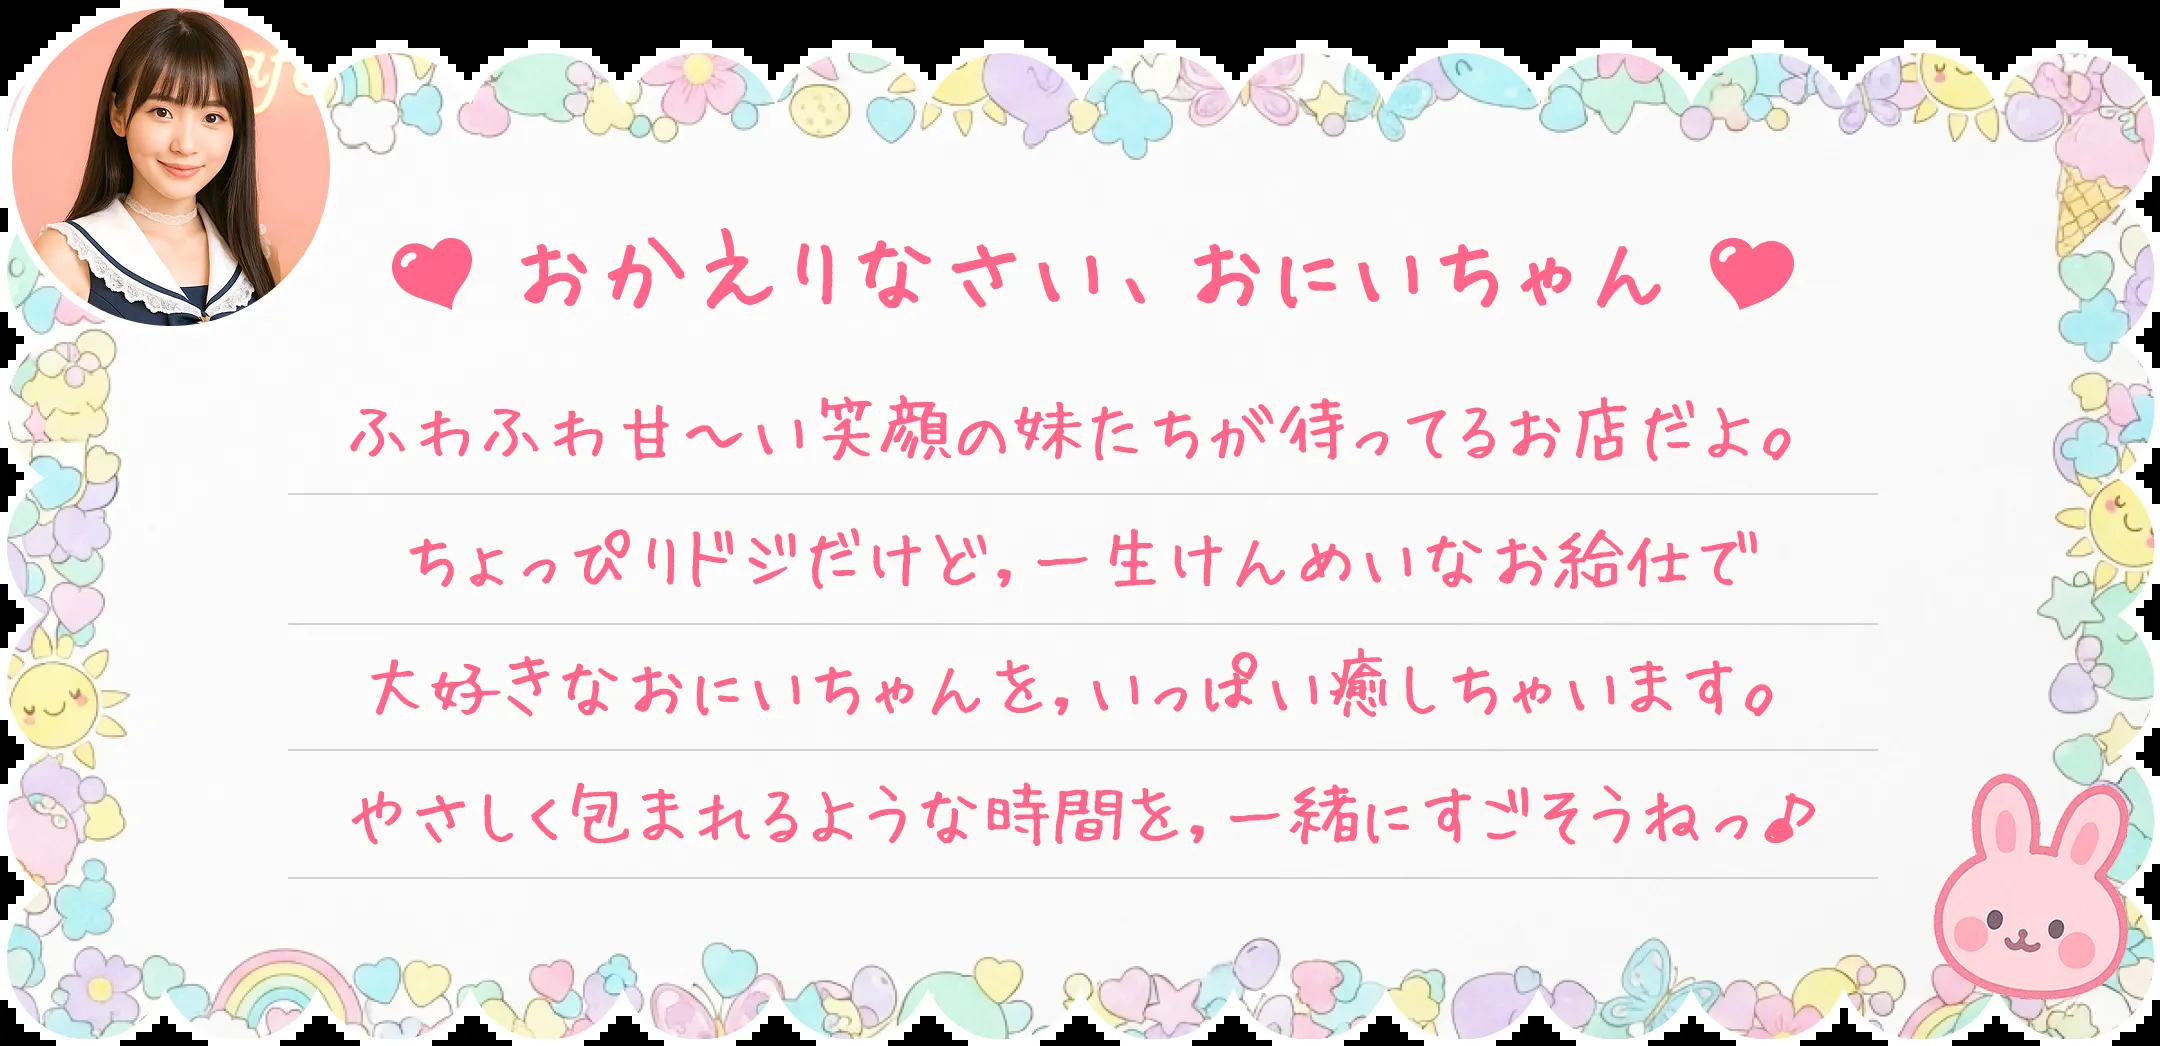 ♥ おかえりなさい、おにいちゃん ♥
ふわふわ甘～い笑顔の妹たちが待ってるお店だよ。
ちょっぴりドジだけど,一生けんめいなお給仕で
大好きなおにいちゃんを,いっぱい癒しちゃいます。
やさしく包まれるような時間を,一緒にすごそうねっ♪